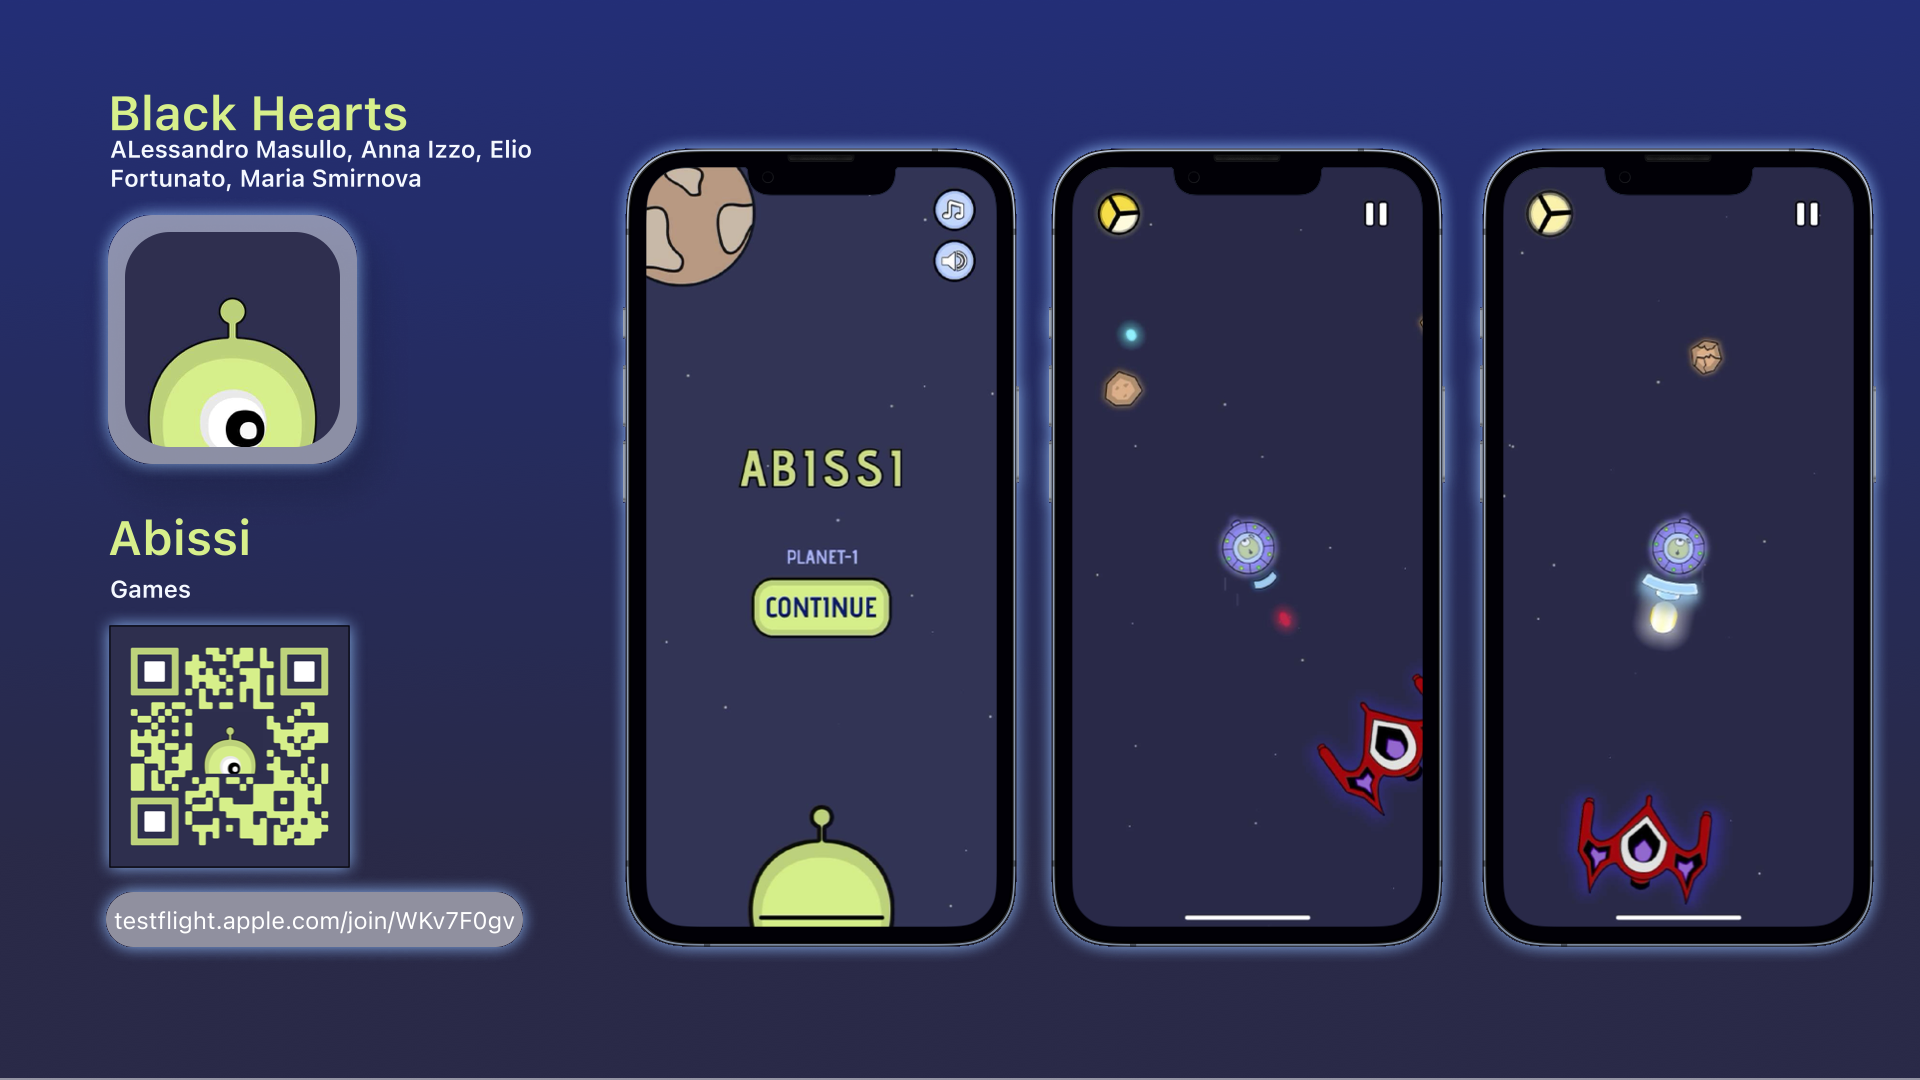 Black Hearts
ALessandro Masullo, Anna Izzo, Elio
Fortunato, Maria Smirnova
Abissi
Games
testflight.apple.com/join/WKv7F0gv
ABISSI
PLANET-1
CONTINUE